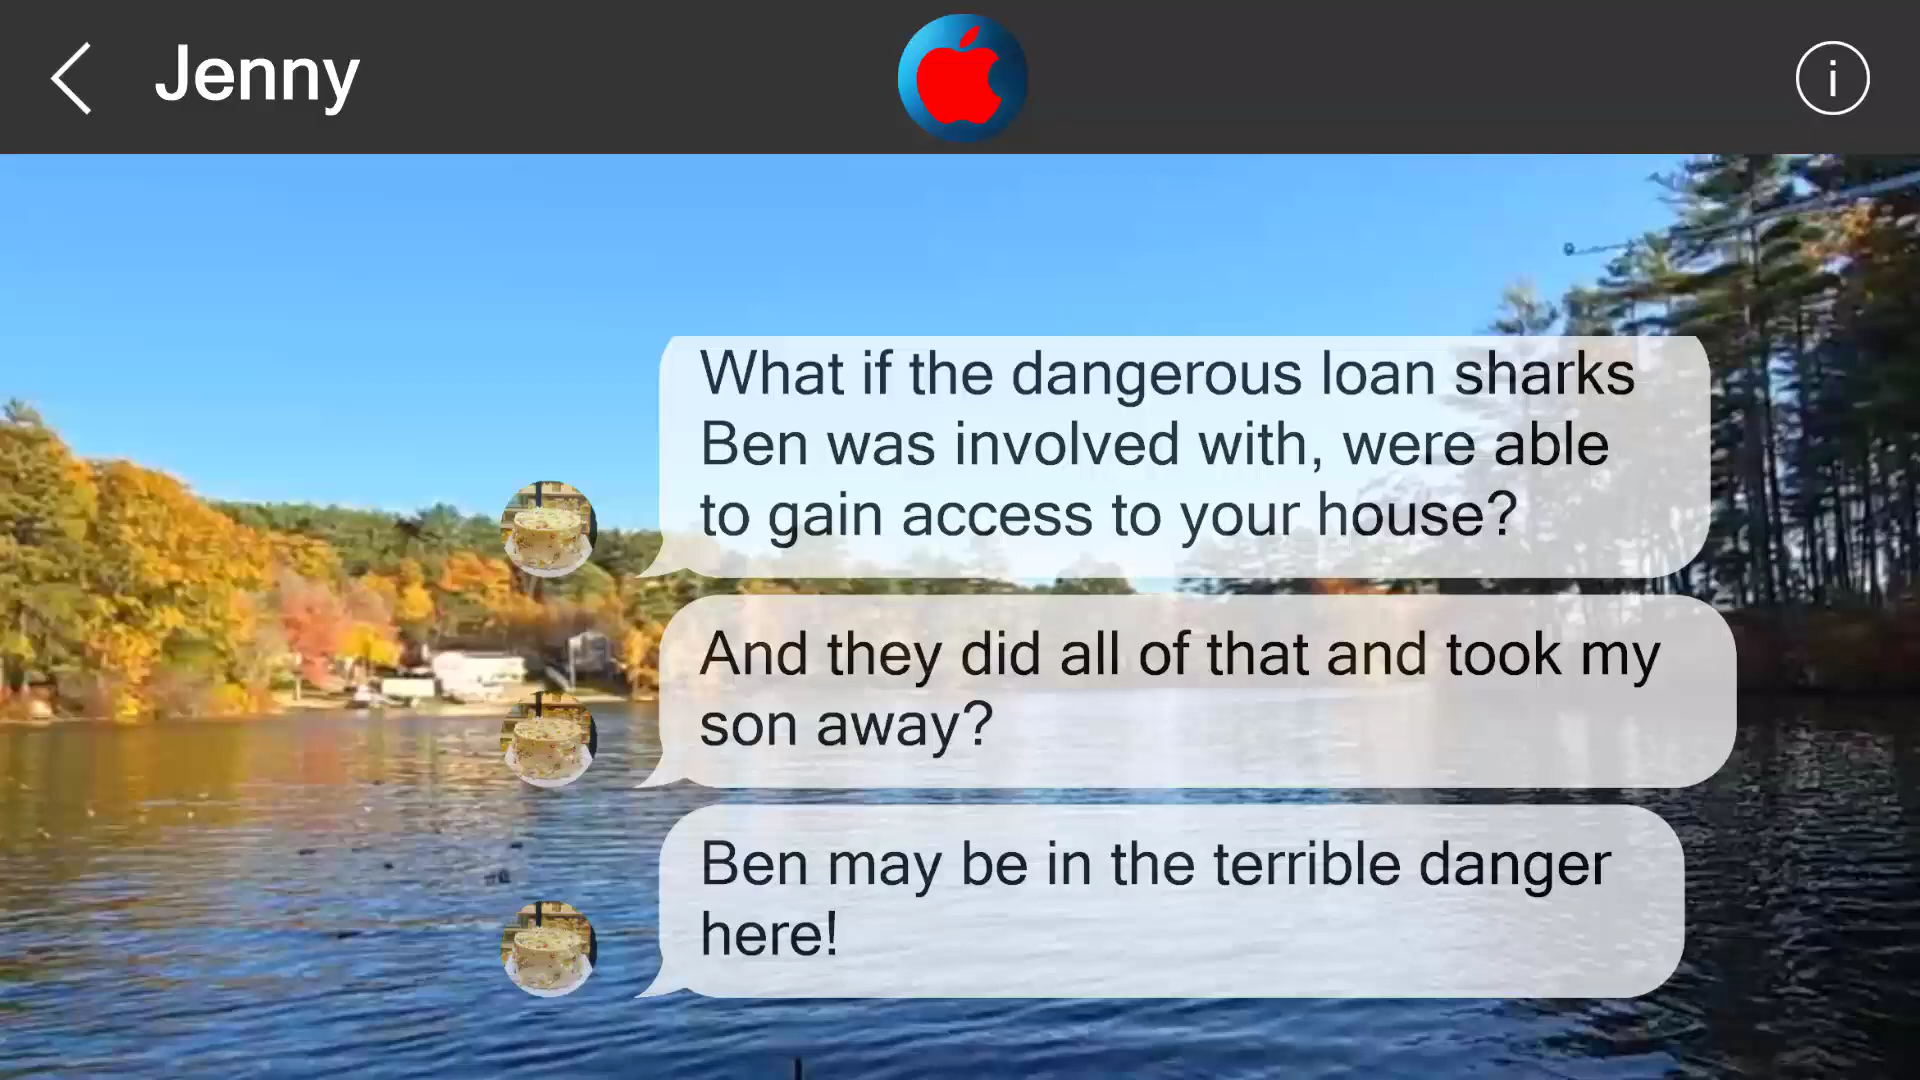 Jenny
i
What if the dangerous loan sharks
Ben was involved with, were able
to gain access to your house?
And they did all of that and took my
son away?
Ben may be in the terrible danger
here!